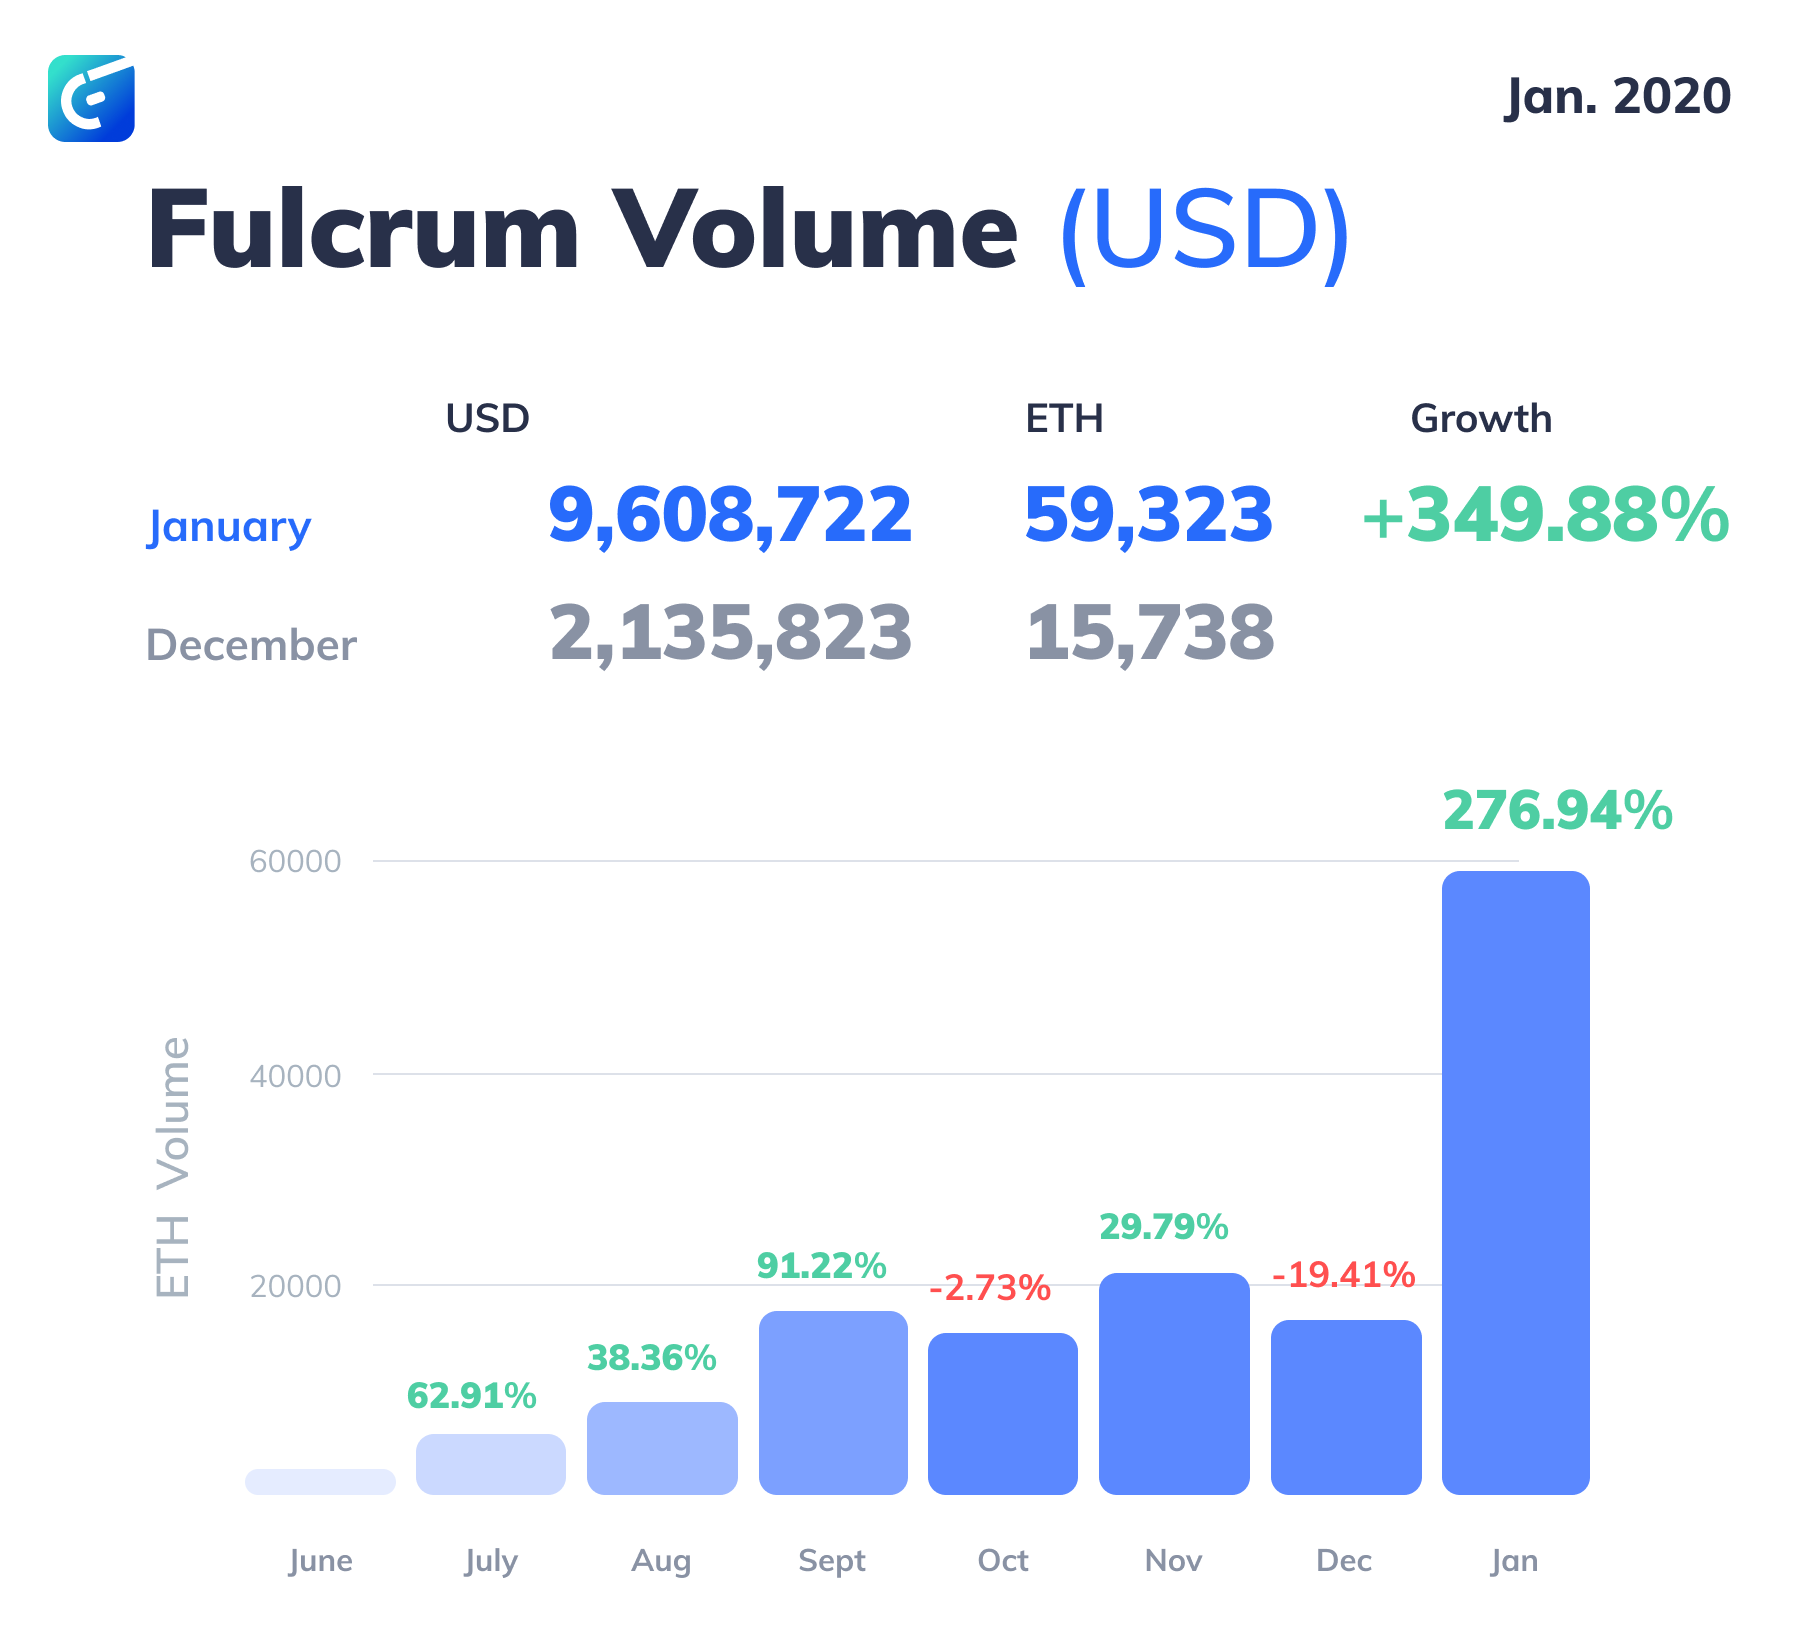 Jan. 2020
Fulcrum Volume (USD)
USD ETH Growth
January 9,608,722 59,323 +349.88%
December 2,135,823 15,738
276.94%
60000
40000
ETH Volume
29.79%
91.22%
-19.41%
20000
-2.73%
38.36%
62.91%
June July Aug Sept Oct Nov Dec Jan